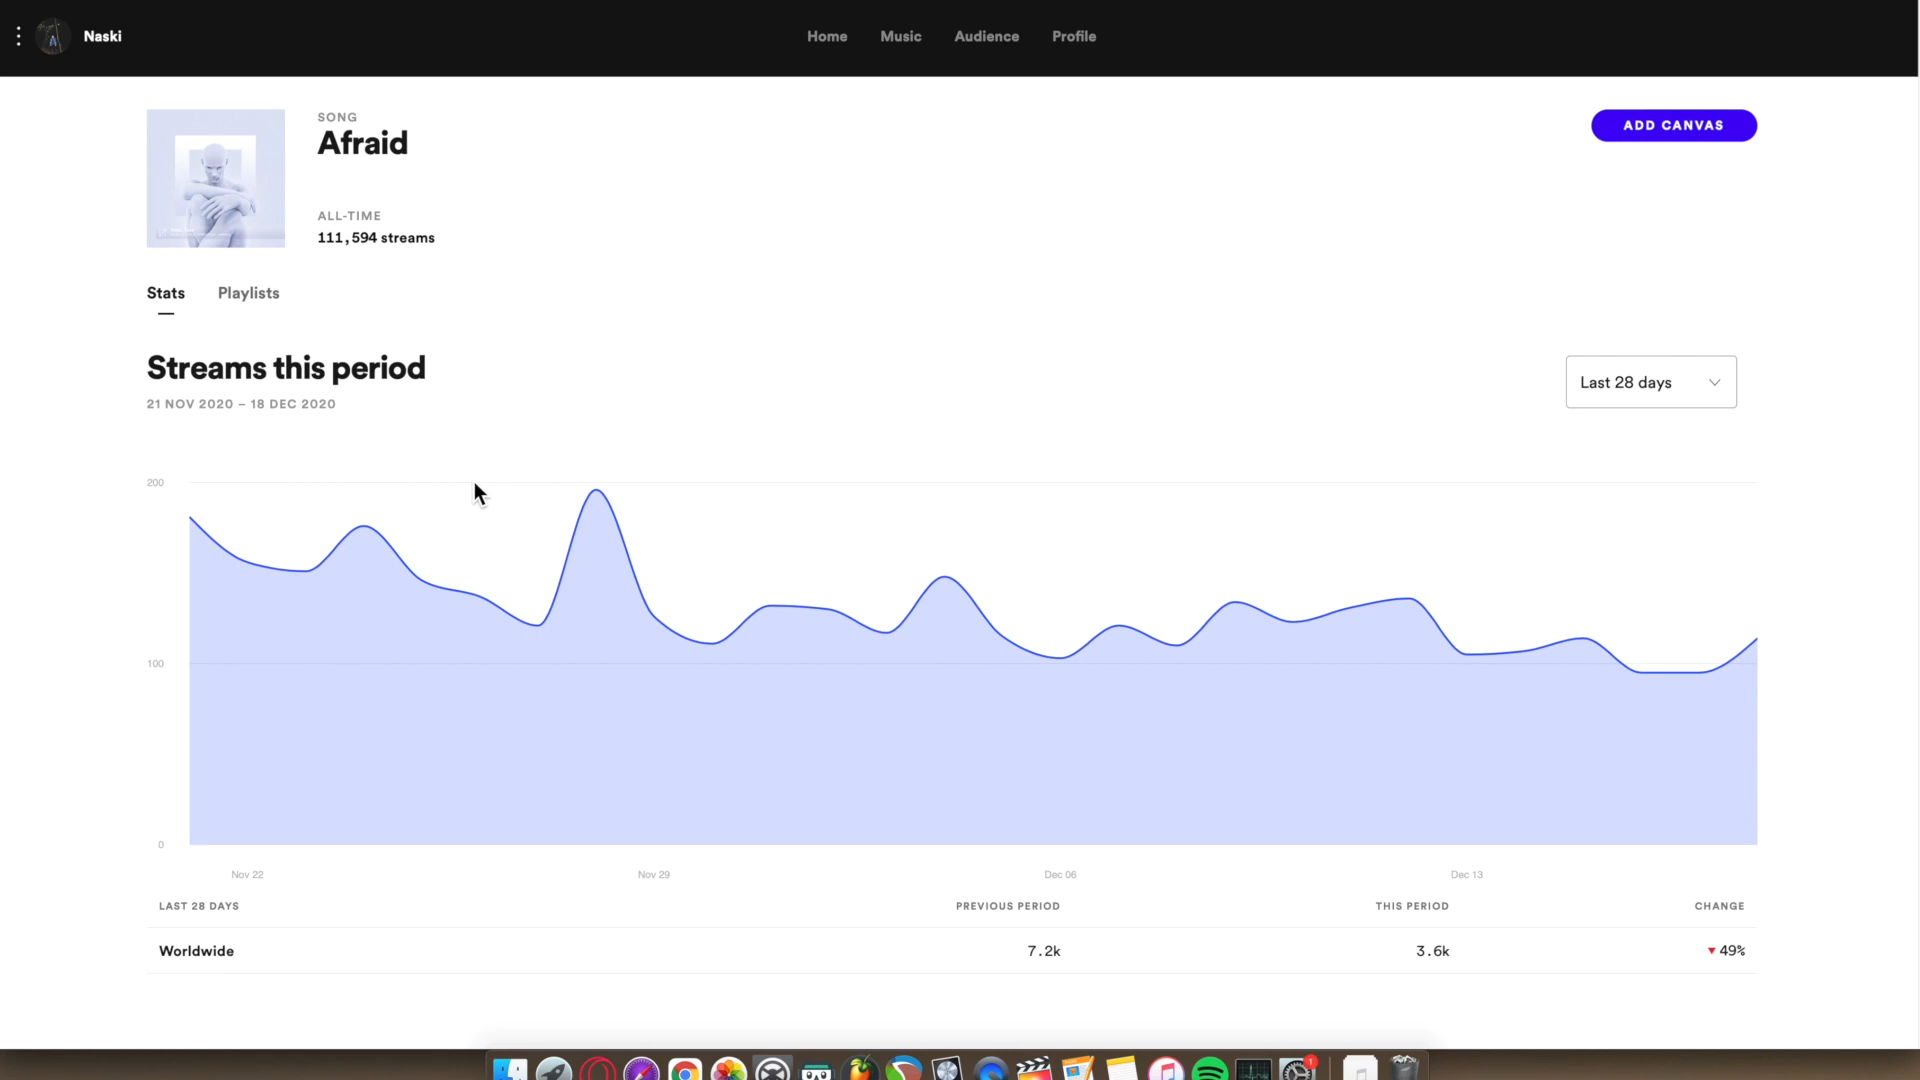 Naski
Home Music Audience Profile
SONG
Afraid
ADD CANVAS
ALL-TIME
111,594 streams
Stats Playlists
Streams this period
21 NOV 2020 – 18 DEC 2020
Last 28 days
200
100
0
Nov 22 Nov 29 Dec 06 Dec 13
LAST 28 DAYS PREVIOUS PERIOD THIS PERIOD CHANGE
Worldwide 7.2k 3.6k ▼ 49%
1